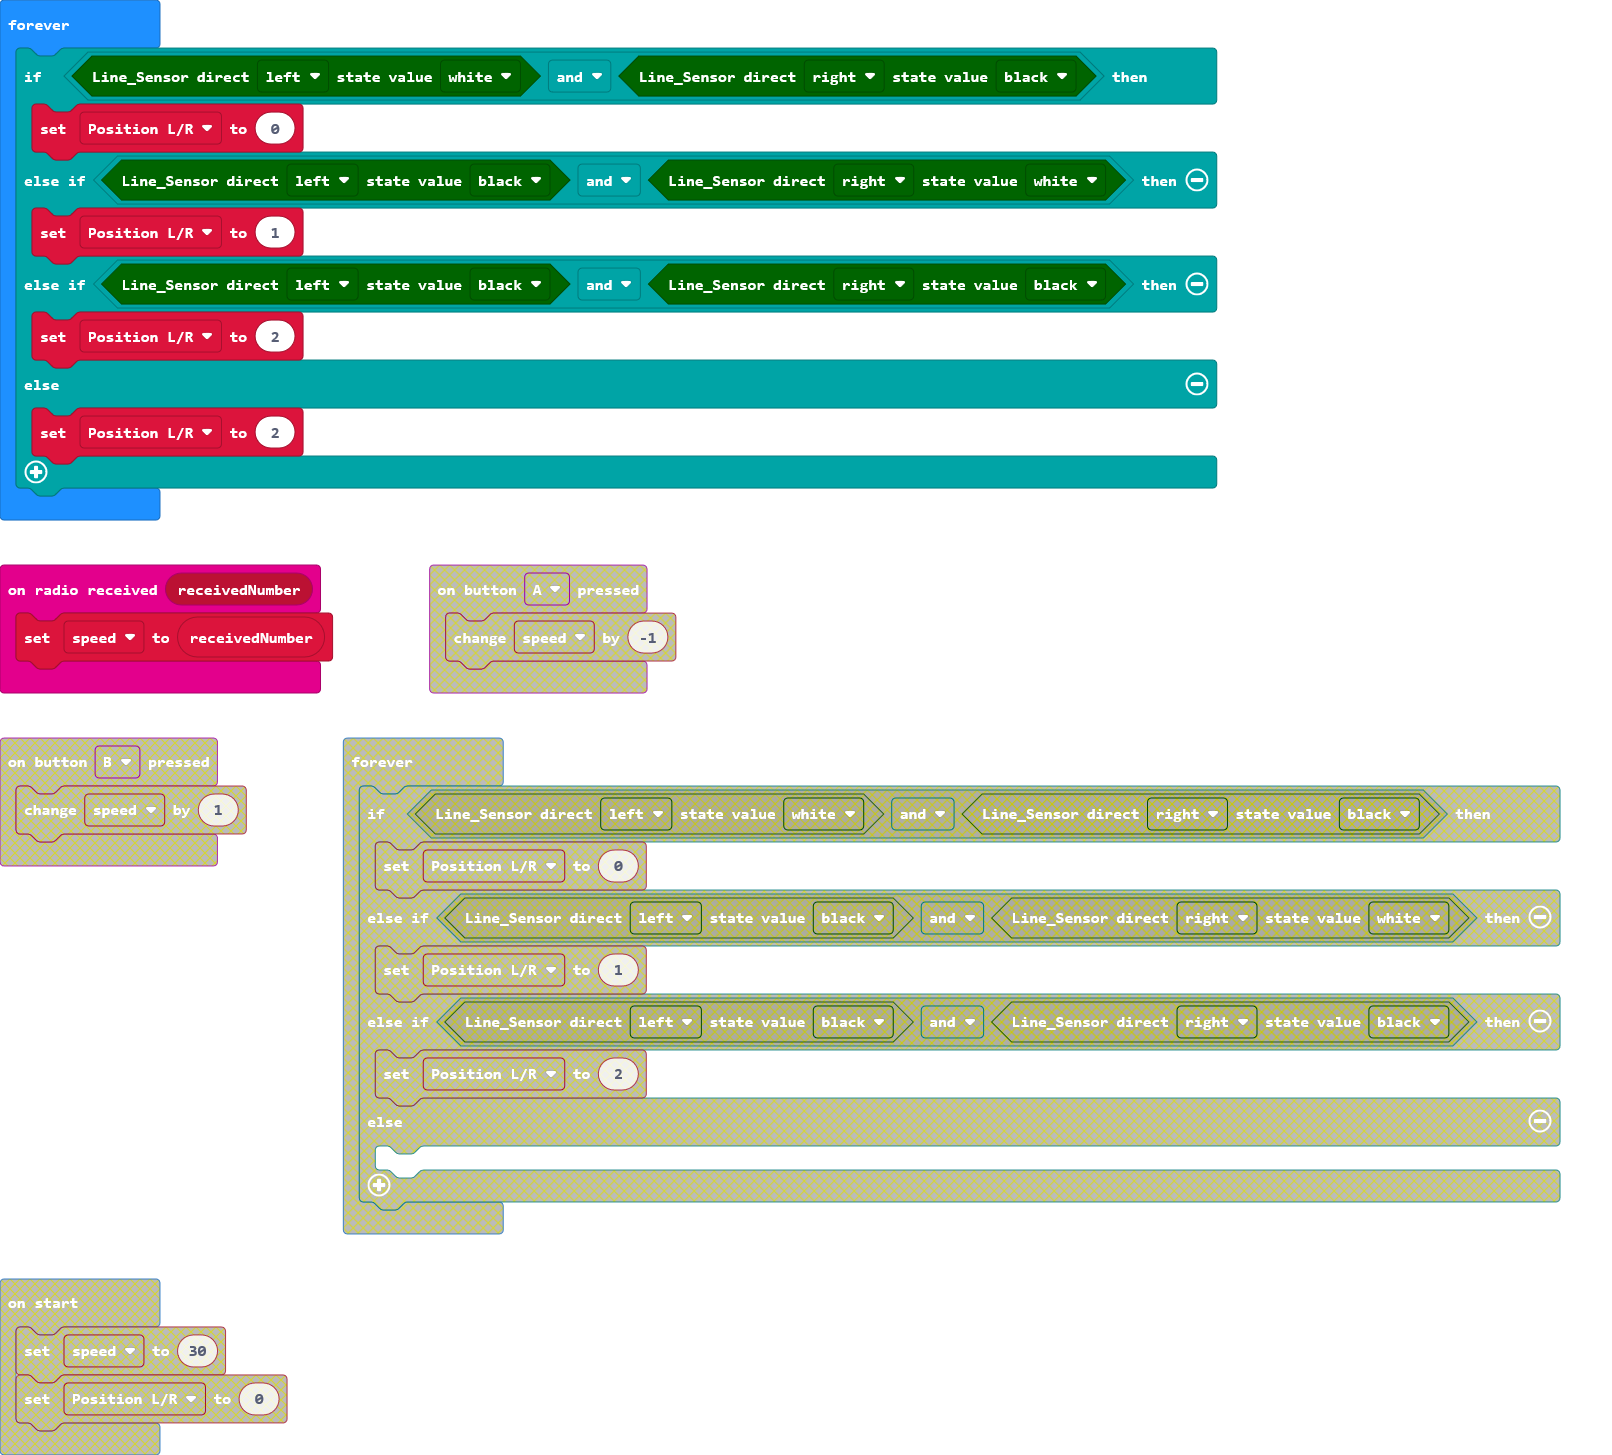 forever
if Line_Sensor direct left state value white and Line_Sensor direct right state value black then
set Position L/R to 0
else if Line_Sensor direct left state value black and Line_Sensor direct right state value white then
set Position L/R to 1
else if Line_Sensor direct left state value black and Line_Sensor direct right state value black then
set Position L/R to 2
else
set Position L/R to 2
on radio received receivedNumber
set speed to receivedNumber
on button A pressed
change speed by -1
on button B pressed
change speed by 1
forever
if Line_Sensor direct left state value white and Line_Sensor direct right state value black then
set Position L/R to 0
else if Line_Sensor direct left state value black and Line_Sensor direct right state value white then
set Position L/R to 1
else if Line_Sensor direct left state value black and Line_Sensor direct right state value black then
set Position L/R to 2
else
on start
set speed to 30
set Position L/R to 0